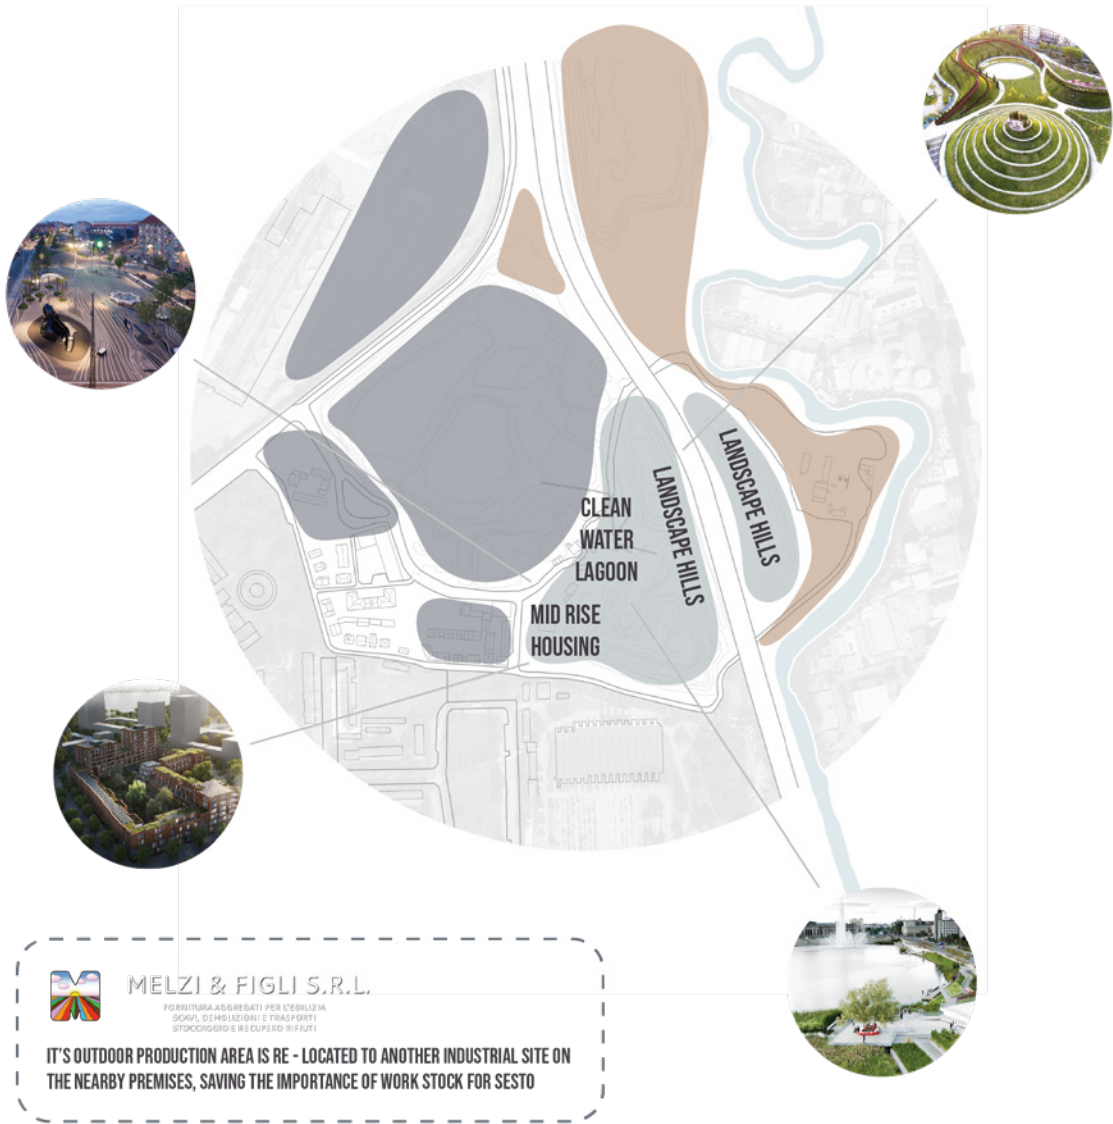 LANDSCAPE HILLS
LANDSCAPE HILLS
CLEAN
WATER
LAGOON
MID RISE
HOUSING
MELZI & FIGLI S.R.L.
FORNITURA AGGREGATI PER L'EDILIZIA
SCAVI, DEMOLIZIONI E TRASPORTI
STOCCAGGIO E RECUPERO RIFIUTI
IT'S OUTDOOR PRODUCTION AREA IS RE - LOCATED TO ANOTHER INDUSTRIAL SITE ON
THE NEARBY PREMISES, SAVING THE IMPORTANCE OF WORK STOCK FOR SESTO